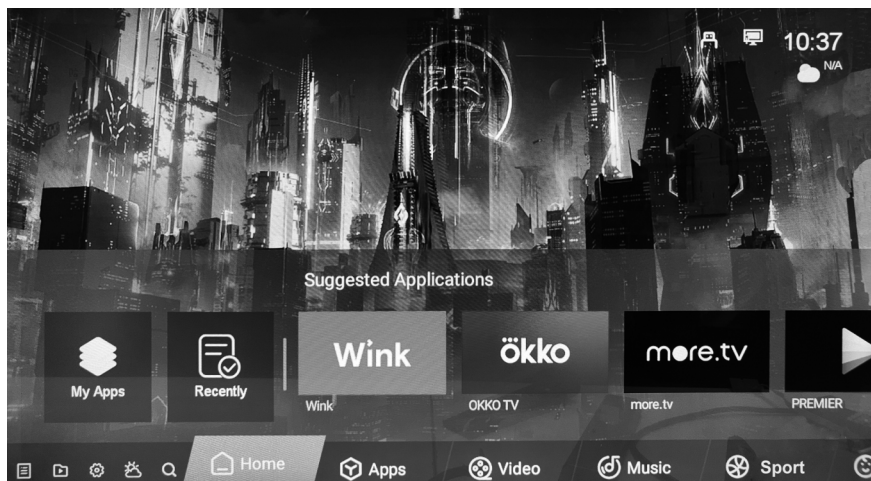 10:37
N/A
Suggested Applications
My Apps
Recently
Wink
Wink
ökko
OKKO TV
more.tv
more.tv
PREMIER
Home
Apps
Video
Music
Sport